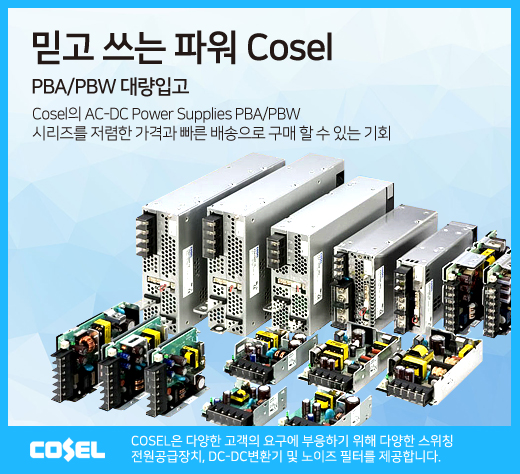 믿고 쓰는 파워 Cosel
PBA/PBW 대량입고
Cosel의 AC-DC Power Supplies PBA/PBW
시리즈를 저렴한 가격과 빠른 배송으로 구매 할 수 있는 기회
COSEL
COSEL은 다양한 고객의 요구에 부응하기 위해 다양한 스위칭
전원공급장치, DC-DC변환기 및 노이즈 필터를 제공합니다.